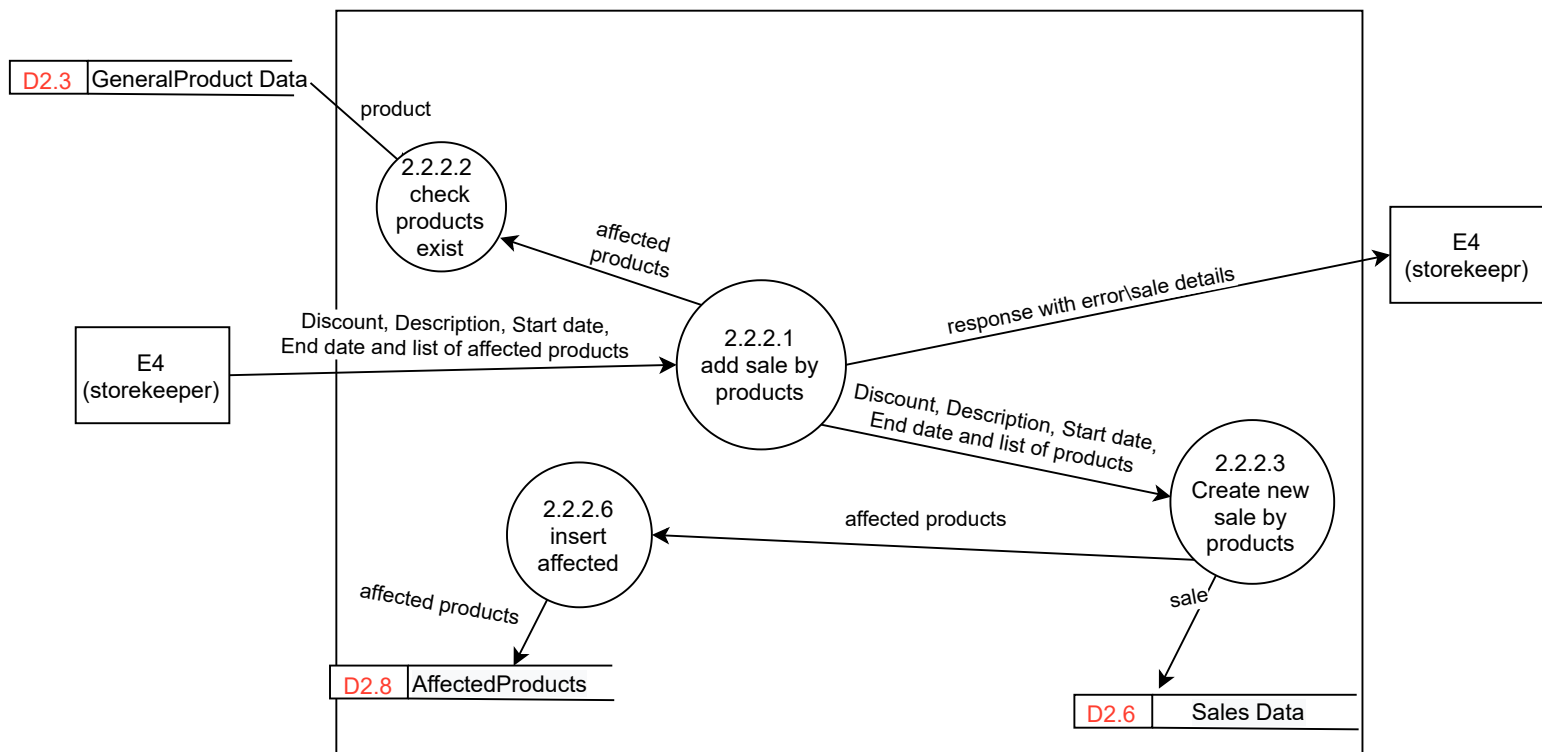 D2.3 GeneralProduct Data
product
2.2.2.2
check
products
exist
affected
products
E4
(storekeepr)
response with error\sale details
Discount, Description, Start date,
End date and list of affected products
E4
(storekeeper)
2.2.2.1
add sale by
products
Discount, Description, Start date,
End date and list of products
2.2.2.3
Create new
sale by
products
2.2.2.6
insert
affected
affected products
affected products
sale
D2.8 AffectedProducts
D2.6 Sales Data